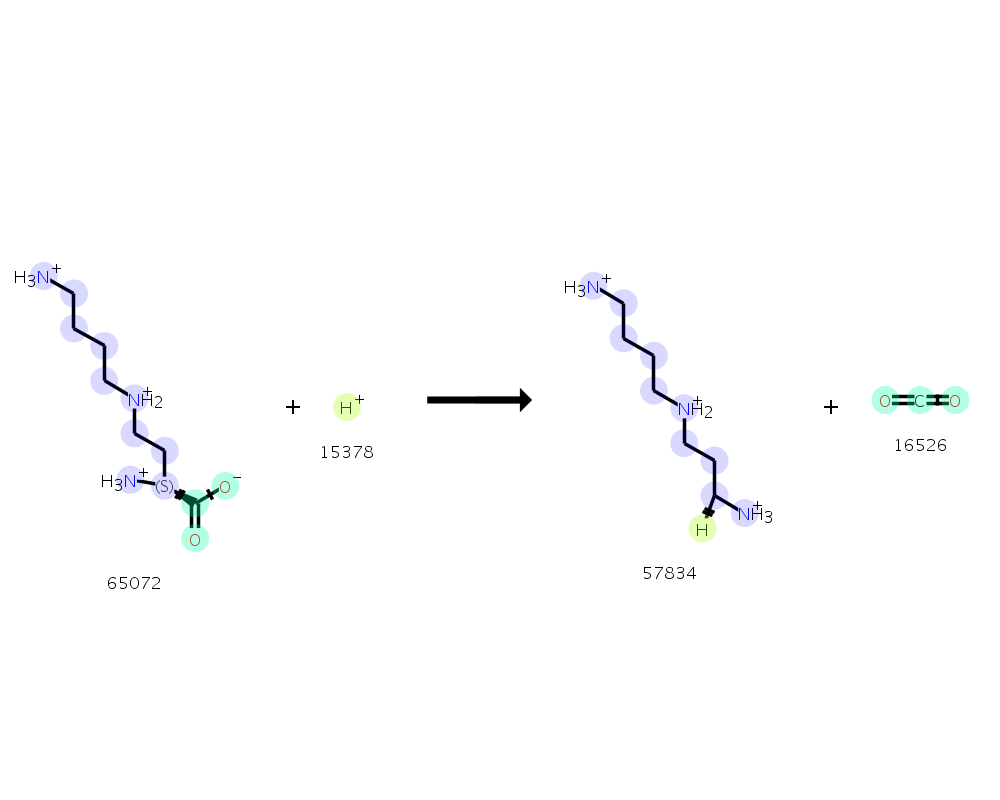 H3N+
H3N+
NH2+
NH2+
+
H+
+
O C O
15378
16526
H3N+
(S)
O-
NH3+
H
O
57834
65072